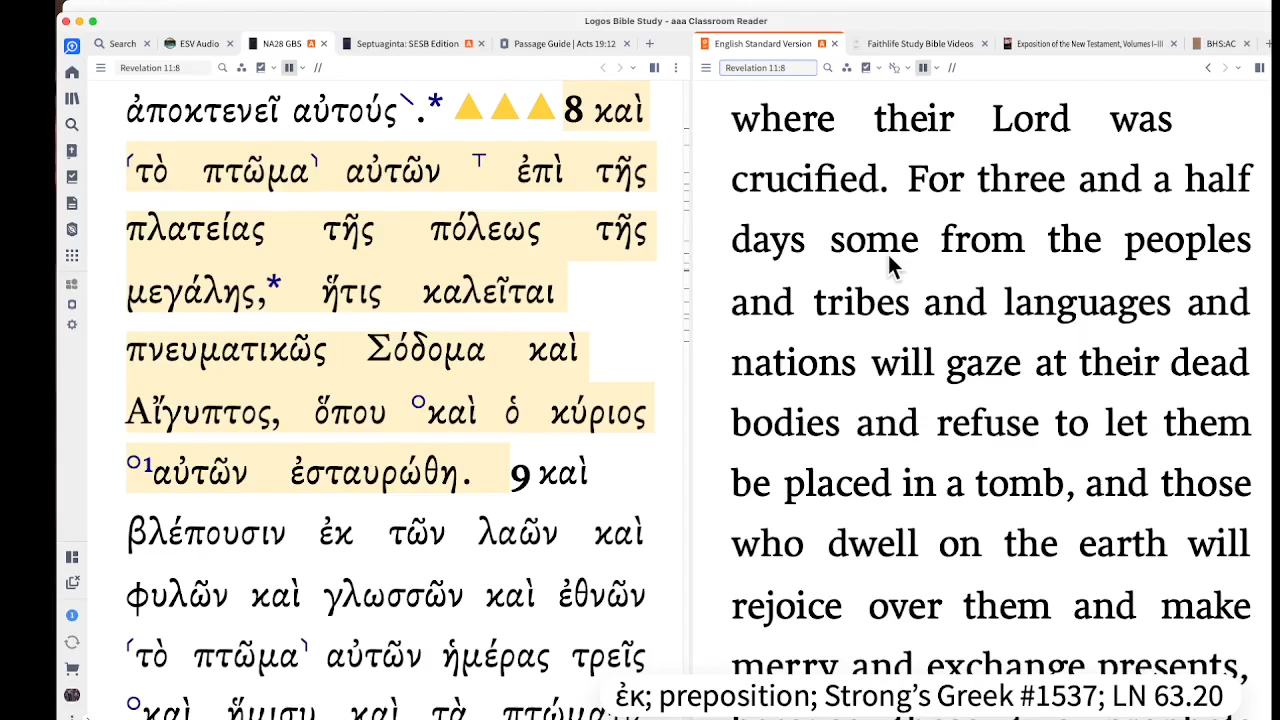 Logos Bible Study - aaa Classroom Reader
Search ESV Audio NA28 GBS A Septuaginta: SESB Edition A Passage Guide | Acts 19:12
English Standard Version A Faithlife Study Bible Videos Exposition of the New Testament, Volumes I–III BHS:AC
Revelation 11:8
Revelation 11:8
ἀποκτενεῖ αὐτούς⸌.* 8 καὶ
⸂τὸ πτῶμα⸃ αὐτῶν ⸆ ἐπὶ τῆς
πλατείας τῆς πόλεως τῆς
μεγάλης,* ἥτις καλεῖται
πνευματικῶς Σόδομα καὶ
Αἴγυπτος, ὅπου ⸰καὶ ὁ κύριος
⸰1αὐτῶν ἐσταυρώθη. 9 καὶ
βλέπουσιν ἐκ τῶν λαῶν καὶ
φυλῶν καὶ γλωσσῶν καὶ ἐθνῶν
⸂τὸ πτῶμα⸃ αὐτῶν ἡμέρας τρεῖς
⸰καὶ ἥμισυ καὶ τὰ
where their Lord was
crucified. For three and a half
days some from the peoples
and tribes and languages and
nations will gaze at their dead
bodies and refuse to let them
be placed in a tomb, and those
who dwell on the earth will
rejoice over them and make
merry and exchange presents,
ἐκ; preposition; Strong's Greek #1537; LN 63.20